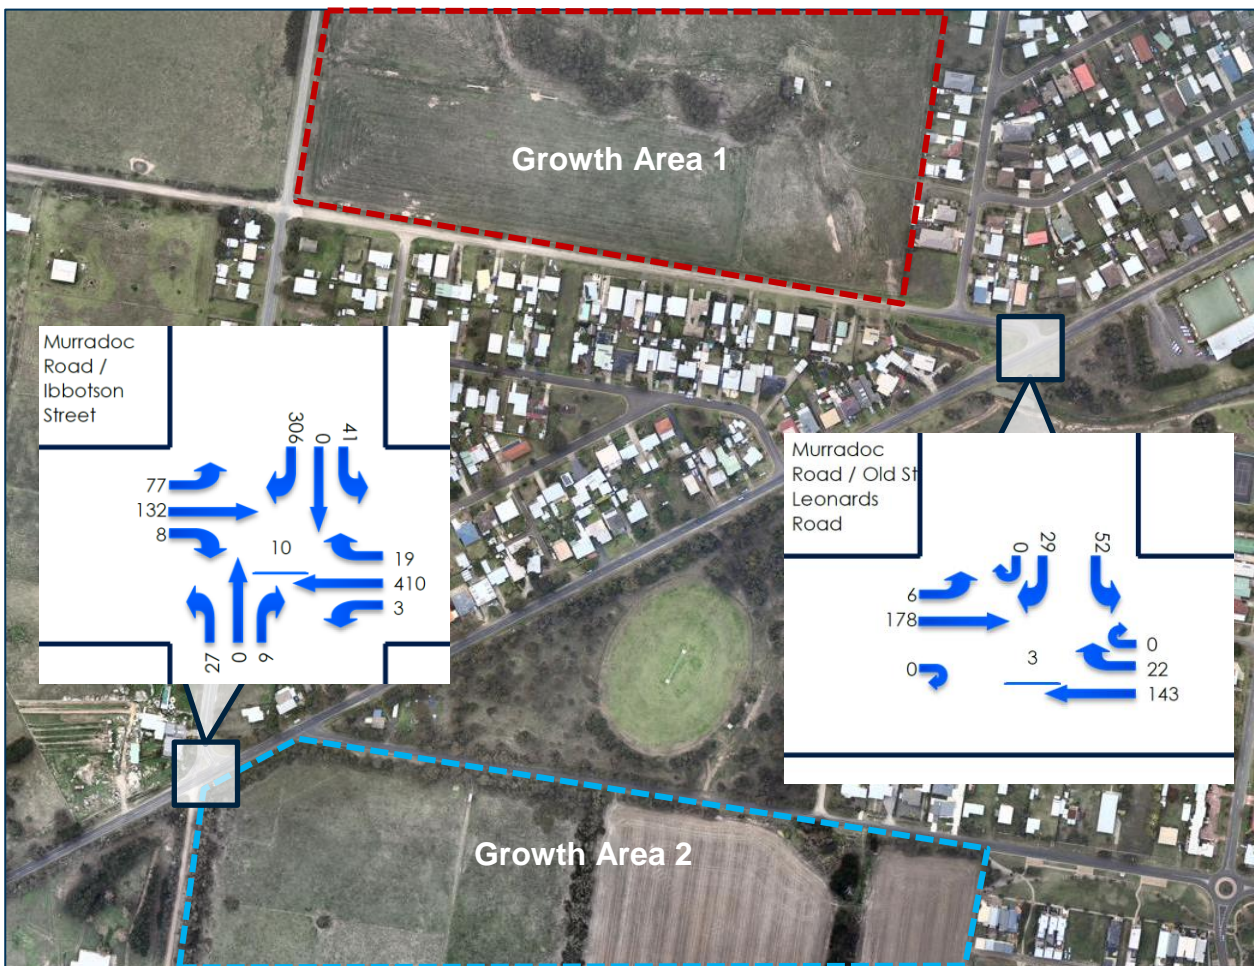 Growth Area 1
Murradoc
Road /
Ibbotson
Street
306
0
41
77
132
8
10
19
410
3
27
0
6
Murradoc
Road / Old St
Leonards
Road
0
29
52
6
178
0
3
0
22
143
Growth Area 2